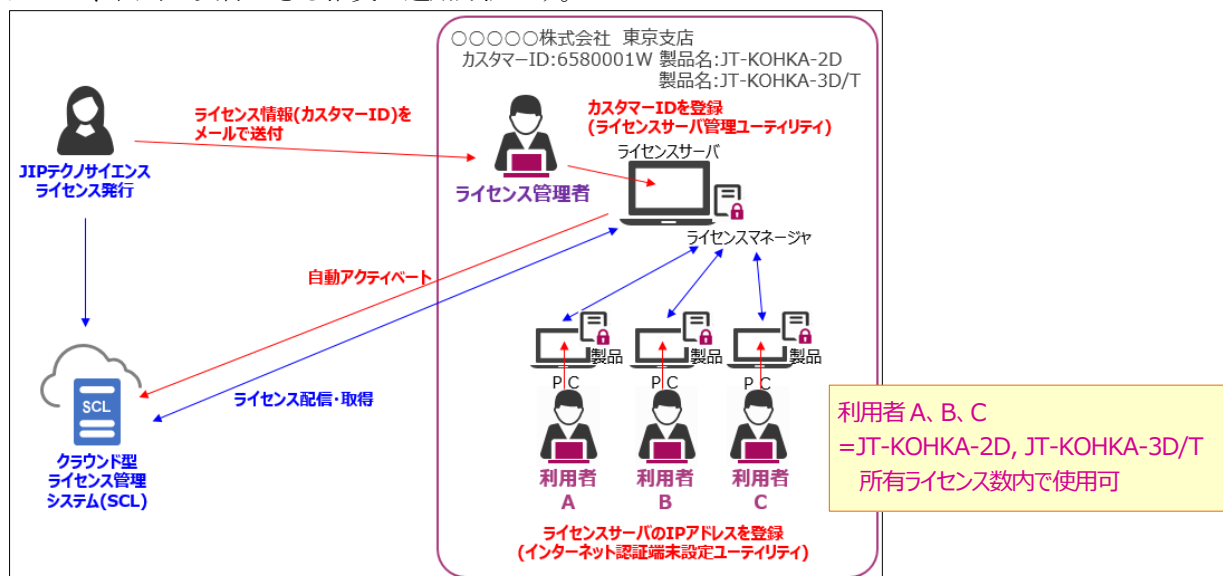 ○○○○○株式会社 東京支店
カスタマーID:6580001W 製品名:JT-KOHKA-2D
製品名:JT-KOHKA-3D/T
ライセンス情報(カスタマーID)を
メールで送付
カスタマーIDを登録
(ライセンスサーバ管理ユーティリティ)
ライセンスサーバ
JIPテクノサイエンス
ライセンス発行
ライセンス管理者
ライセンスマネージャ
自動アクティベート
製品
製品
製品
PC
PC
PC
SCL
ライセンス配信・取得
クラウンド型
ライセンス管理
システム(SCL)
利用者
A
利用者
B
利用者
C
利用者 A、B、C
=JT-KOHKA-2D, JT-KOHKA-3D/T
所有ライセンス数内で使用可
ライセンスサーバのIPアドレスを登録
(インターネット認証端末設定ユーティリティ)